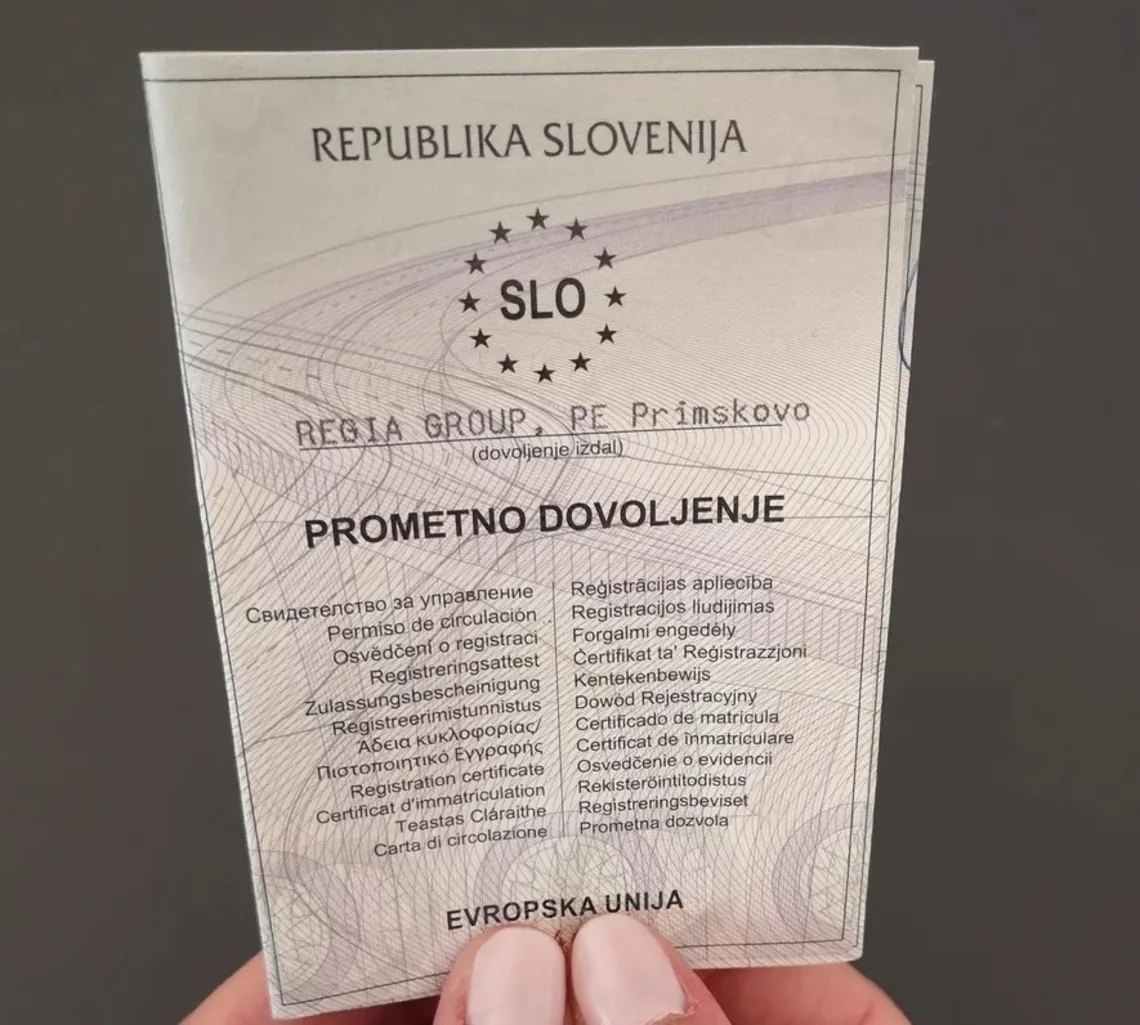 REPUBLIKA SLOVENIJA
SLO
REGIA GROUP, PE Primskovo
(dovoljenje izdal)
PROMETNO DOVOLJENJE
Свидетелство за управление
Permiso de circulación
Osvědčení o registraci
Registreringsattest
Zulassungsbescheinigung
Registreerimistunnistus
Άδεια κυκλοφορίας/
Πιστοποιητικό Εγγραφής
Registration certificate
Certificat d'immatriculation
Teastas Cláraithe
Carta di circolazione
Reģistrācijas apliecība
Registracijos liudijimas
Forgalmi engedély
Ċertifikat ta' Reġistrazzjoni
Kentekenbewijs
Dowód Rejestracyjny
Certificado de matrícula
Certificat de înmatriculare
Osvedčenie o evidencii
Rekisteröintitodistus
Registreringsbeviset
Prometna dozvola
EVROPSKA UNIJA